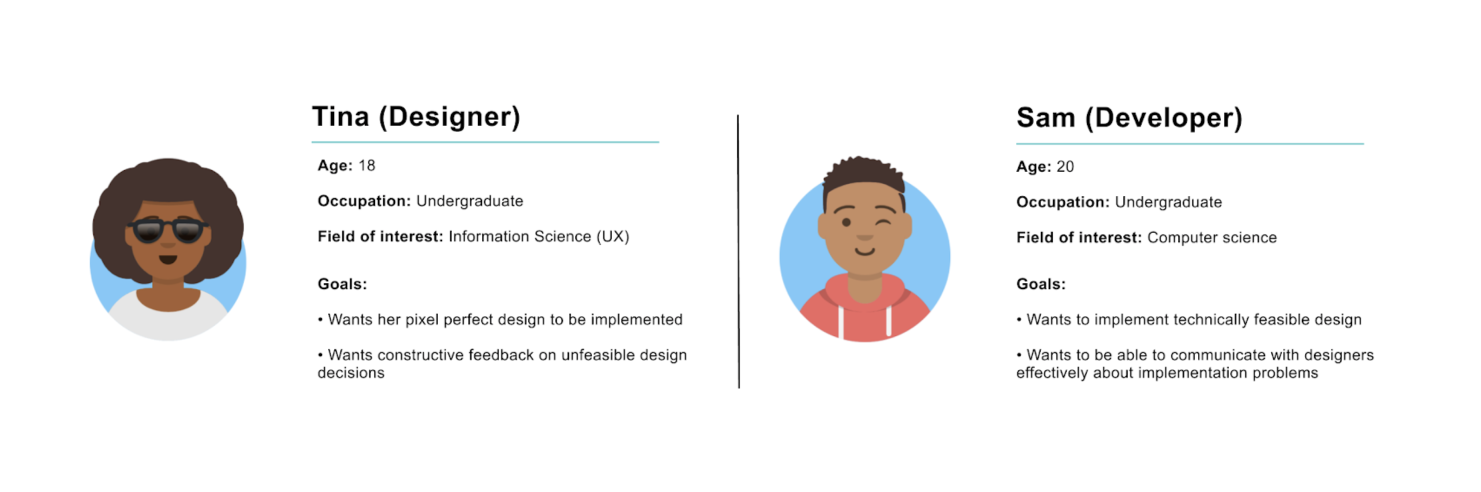 Tina (Designer)
Age: 18
Occupation: Undergraduate
Field of interest: Information Science (UX)
Goals:
• Wants her pixel perfect design to be implemented
• Wants constructive feedback on unfeasible design
decisions
Sam (Developer)
Age: 20
Occupation: Undergraduate
Field of interest: Computer science
Goals:
• Wants to implement technically feasible design
• Wants to be able to communicate with designers
effectively about implementation problems